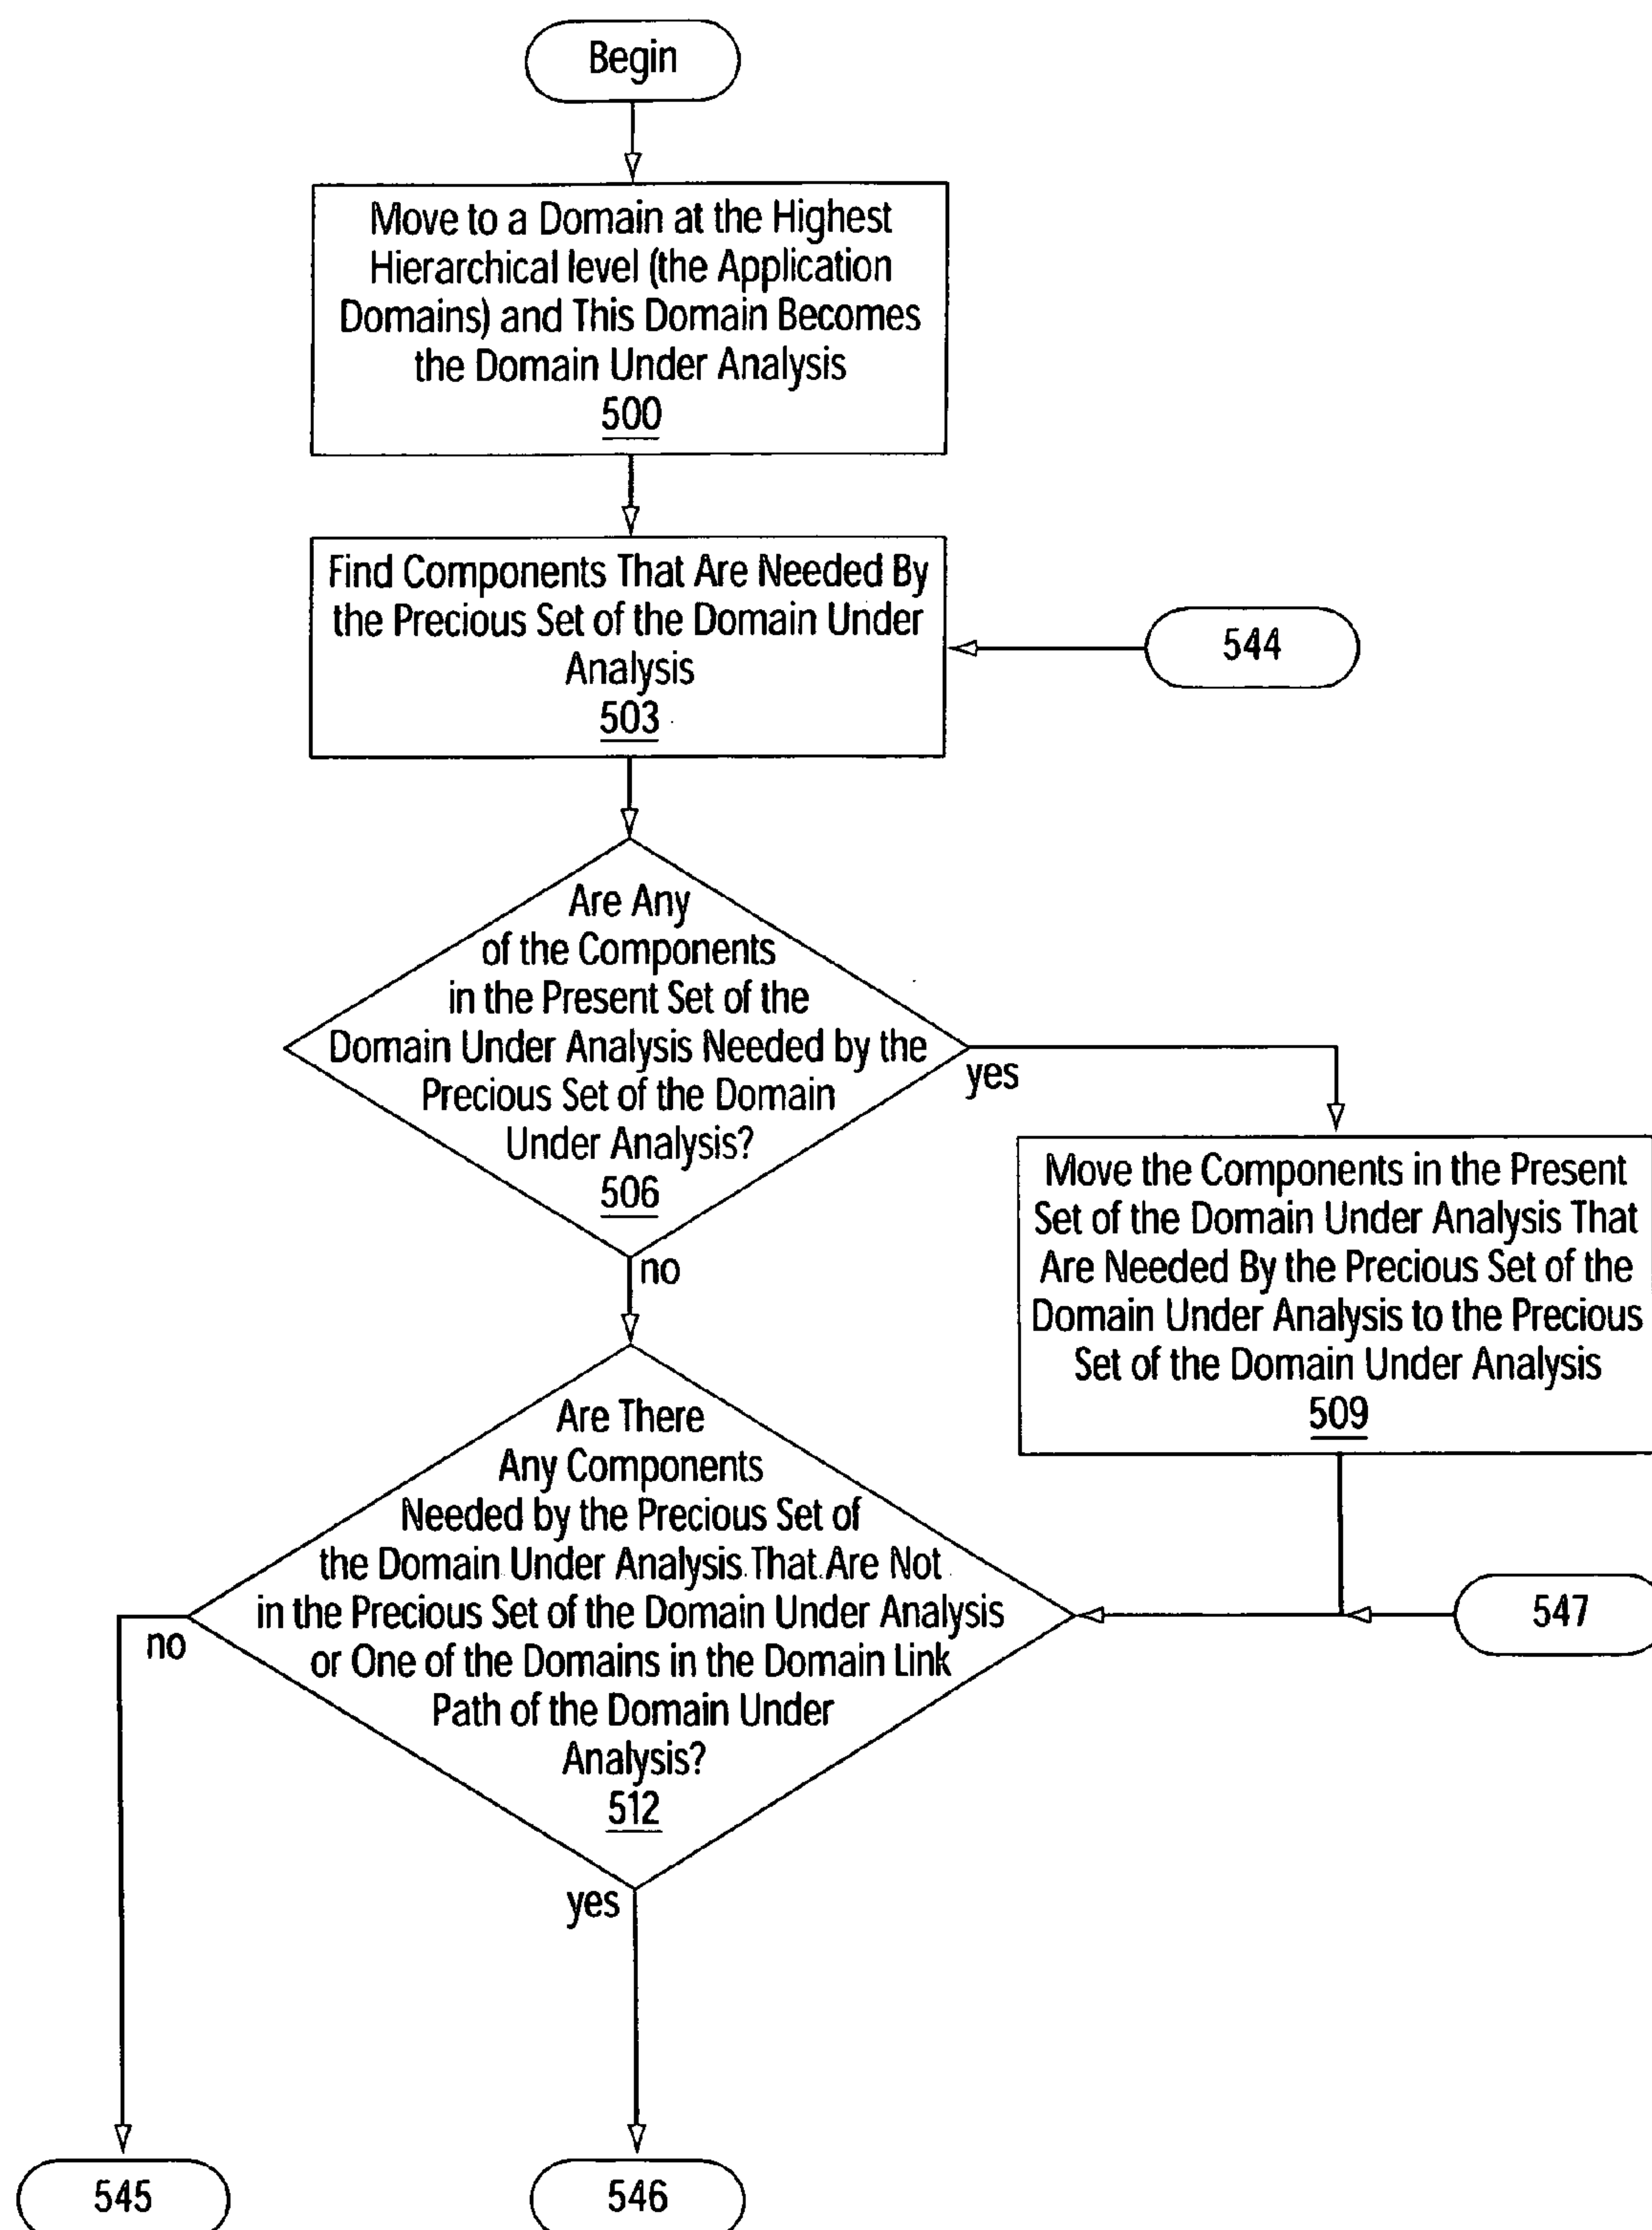 Begin
Move to a Domain at the Highest
Hierarchical level (the Application
Domains) and This Domain Becomes
the Domain Under Analysis
500
Find Components That Are Needed By
the Precious Set of the Domain Under
Analysis
503
544
Are Any
of the Components
in the Present Set of the
Domain Under Analysis Needed by the
Precious Set of the Domain
Under Analysis?
506
yes
no
Move the Components in the Present
Set of the Domain Under Analysis That
Are Needed By the Precious Set of the
Domain Under Analysis to the Precious
Set of the Domain Under Analysis
509
Are There
Any Components
Needed by the Precious Set of
the Domain Under Analysis That Are Not
in the Precious Set of the Domain Under Analysis
or One of the Domains in the Domain Link
Path of the Domain Under
Analysis?
512
547
no
yes
545
546